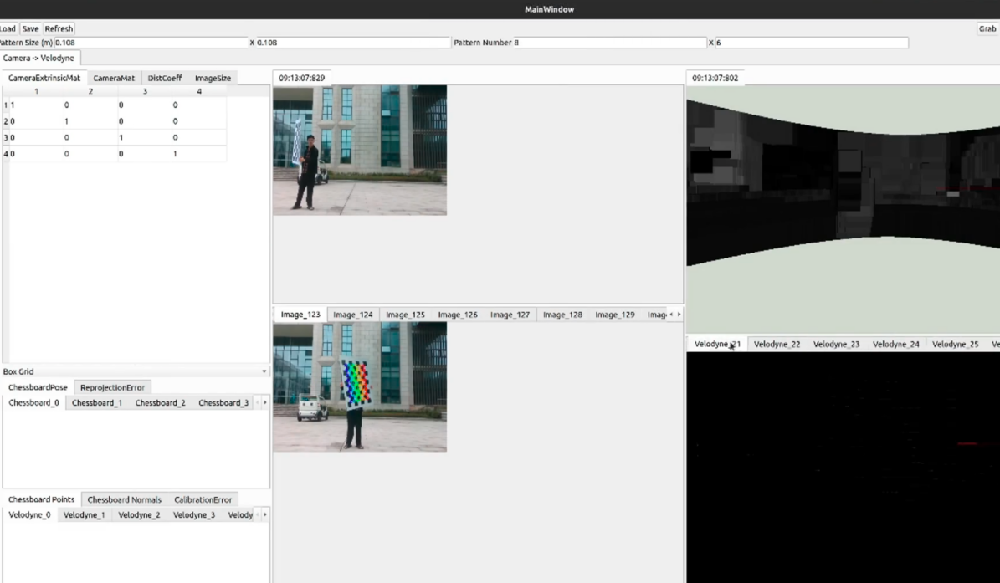 MainWindow
Load Save Refresh Grab
Pattern Size (m) 0.108 X 0.108 Pattern Number 8 X 6
Camera -> Velodyne
CameraExtrinsicMat CameraMat DistCoeff ImageSize
1 2 3 4
1 1 0 0 0
2 0 1 0 0
3 0 0 1 0
4 0 0 0 1
Box Grid
ChessboardPose ReprojectionError
Chessboard_0 Chessboard_1 Chessboard_2 Chessboard_3
Chessboard Points Chessboard Normals CalibrationError
Velodyne_0 Velodyne_1 Velodyne_2 Velodyne_3 Velody
09:13:07:829
Image_123 Image_124 Image_125 Image_126 Image_127 Image_128 Image_129 Imag
09:13:07:802
Velodyne_21 Velodyne_22 Velodyne_23 Velodyne_24 Velodyne_25 Ve